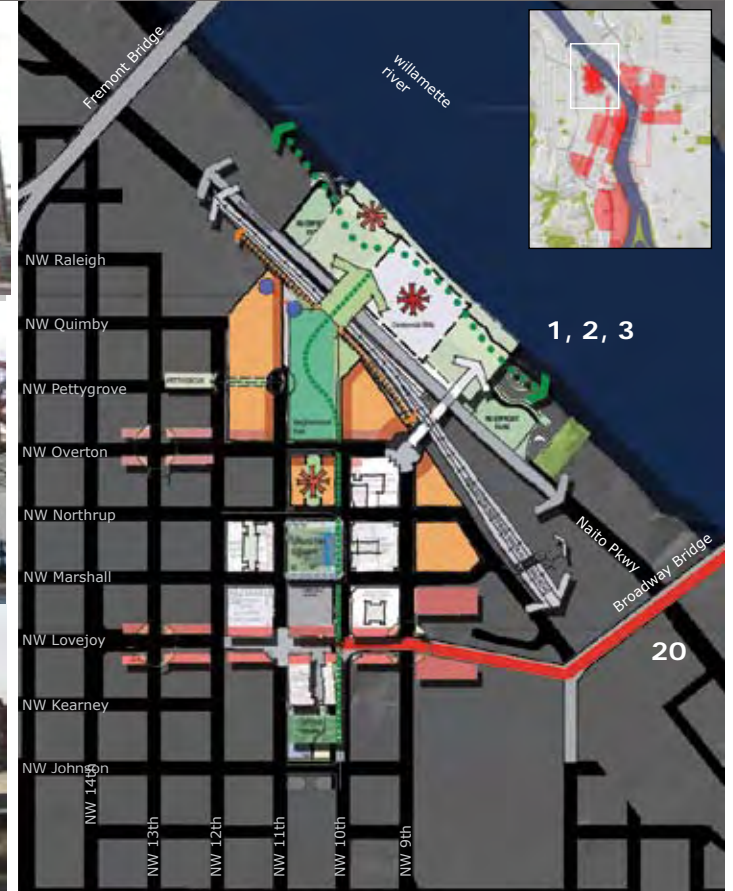 Fremont Bridge
willamette
river
NW Raleigh
NW Quimby
1, 2, 3
NW Pettygrove
NW Overton
NW Northrup
Naito Pkwy
NW Marshall
Broadway Bridge
NW Lovejoy
20
NW Kearney
NW Johnson
NW 14th
NW 13th
NW 12th
NW 11th
NW 10th
NW 9th